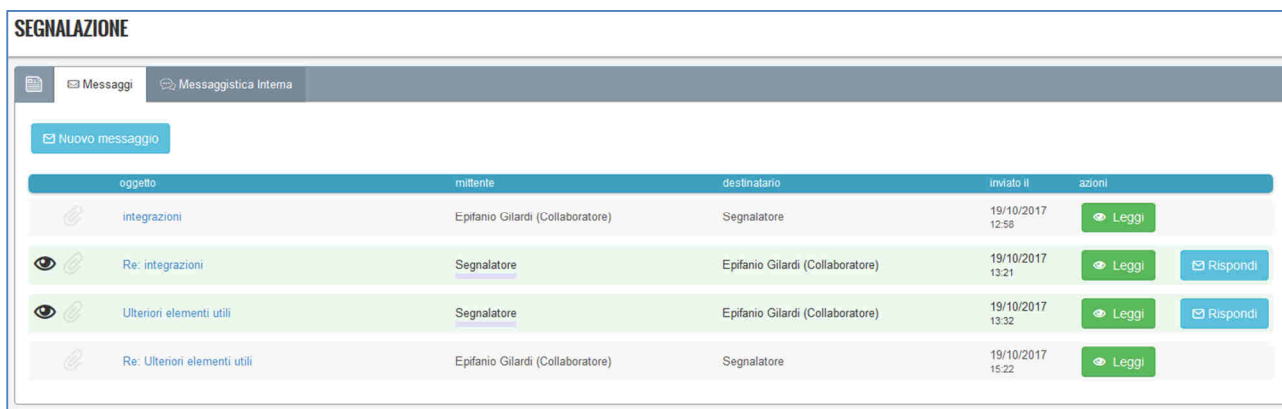 SEGNALAZIONE
Messaggi Messaggistica Interna
Nuovo messaggio
oggetto mittente destinatario inviato il azioni
integrazioni Epifanio Gilardi (Collaboratore) Segnalatore 19/10/2017 12:58 Leggi
Re: integrazioni Segnalatore Epifanio Gilardi (Collaboratore) 19/10/2017 13:21 Leggi Rispondi
Ulteriori elementi utili Segnalatore Epifanio Gilardi (Collaboratore) 19/10/2017 13:32 Leggi Rispondi
Re: Ulteriori elementi utili Epifanio Gilardi (Collaboratore) Segnalatore 19/10/2017 15:22 Leggi